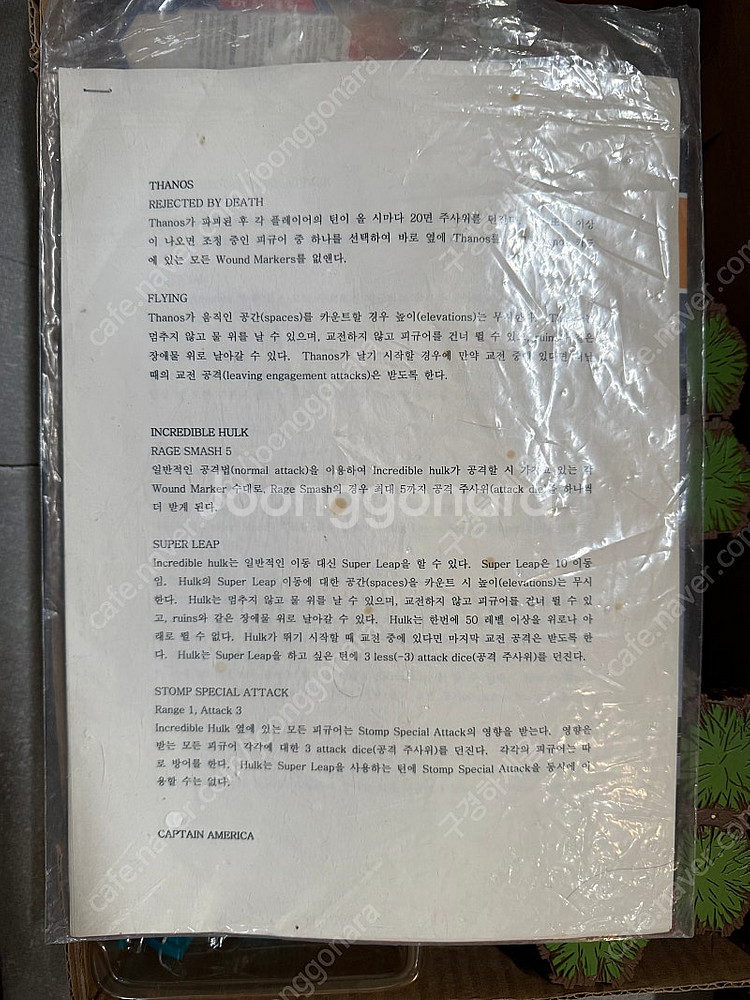 THANOS
REJECTED BY DEATH
Thanos가 파괴된 후 각 플레이어의 턴이 올 시마다 20면 주사위를 이상
이 나오면 조정 중인 피규어 중 하나를 선택하여 바로 옆에 Thanos를
에 있는 모든 Wound Markers를 없앤다.
FLYING
Thanos가 움직인 공간(spaces)를 카운트할 경우 높이(elevations)는
멈추지 않고 물 위를 날 수 있으며, 교전하지 않고 피규어를 건너 뛸 수
장애물 위로 날아갈 수 있다. Thanos가 날기 시작할 경우에 만약 교전 중에 있다면
때의 교전 공격(leaving engagement attacks)은 받도록 한다.
INCREDIBLE HULK
RAGE SMASH 5
일반적인 공격법(normal attack)을 이용하여 Incredible hulk가 공격할 시 있는 각
Wound Marker 수대로, Rage Smash의 경우 최대 5까지 공격 주사위(attack die)을 하나씩
더 받게 된다.
SUPER LEAP
Incredible hulk는 일반적인 이동 대신 Super Leap을 할 수 있다. Super Leap은 10 이동
임. Hulk의 Super Leap 이동에 대한 공간(spaces)을 카운트 시 높이(elevations)는 무시
한다. Hulk는 멈추지 않고 물 위를 날 수 있으며, 교전하지 않고 피규어를 건너 뛸 수 있
고, ruins와 같은 장애물 위로 날아갈 수 있다. Hulk는 한번에 50 레벨 이상을 위로나 아
래로 뛸 수 없다. Hulk가 뛰기 시작할 때 교전 중에 있다면 마지막 교전 공격은 받도록 한
다. Hulk는 Super Leap을 하고 싶은 턴에 3 less(-3) attack dice(공격 주사위)를 던진다.
STOMP SPECIAL ATTACK
Range 1, Attack 3
Incredible Hulk 옆에 있는 모든 피규어는 Stomp Special Attack의 영향을 받는다. 영향은
받는 모든 피규어 각각에 대한 3 attack dice(공격 주사위)를 던진다. 각각의 피규어는 따
로 방어를 한다. Hulk는 Super Leap을 사용하는 턴에 Stomp Special Attack을 동시에 이
용할 수는 없다.
CAPTAIN AMERICA
joonggonara
cafe.naver.com/joonggonara